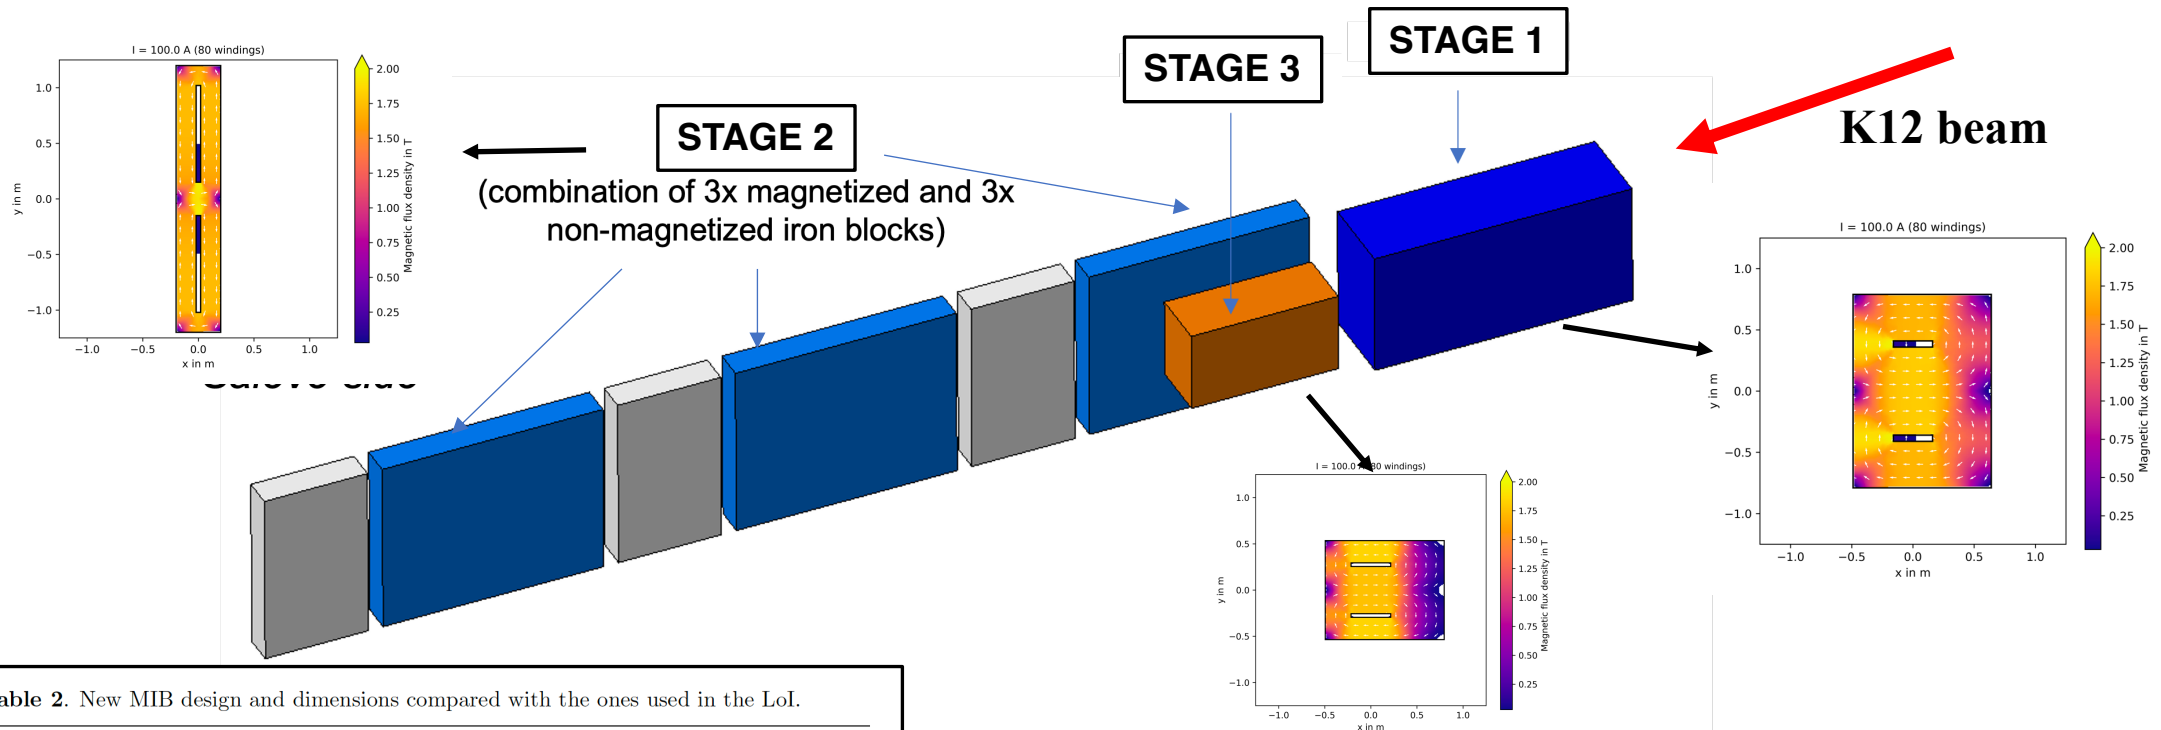 STAGE 1
STAGE 3
K12 beam
STAGE 2
(combination of 3x magnetized and 3x
non-magnetized iron blocks)
I = 100.0 A (80 windings)
1.0
0.5
0.0
−0.5
−1.0
y in m
−1.0 −0.5 0.0 0.5 1.0
x in m
2.00
1.75
1.50
1.25
1.00
0.75
0.50
0.25
Magnetic flux density in T
I = 100.0 A (80 windings)
1.0
0.5
0.0
−0.5
−1.0
y in m
−1.0 −0.5 0.0 0.5 1.0
x in m
2.00
1.75
1.50
1.25
1.00
0.75
0.50
0.25
Magnetic flux density in T
I = 100.0 80 windings)
1.0
0.5
0.0
−0.5
−1.0
y in m
−1.0 −0.5 0.0 0.5 1.0
x in m
2.00
1.75
1.50
1.25
1.00
0.75
0.50
0.25
Magnetic flux density in T
able 2. New MIB design and dimensions compared with the ones used in the LoI.